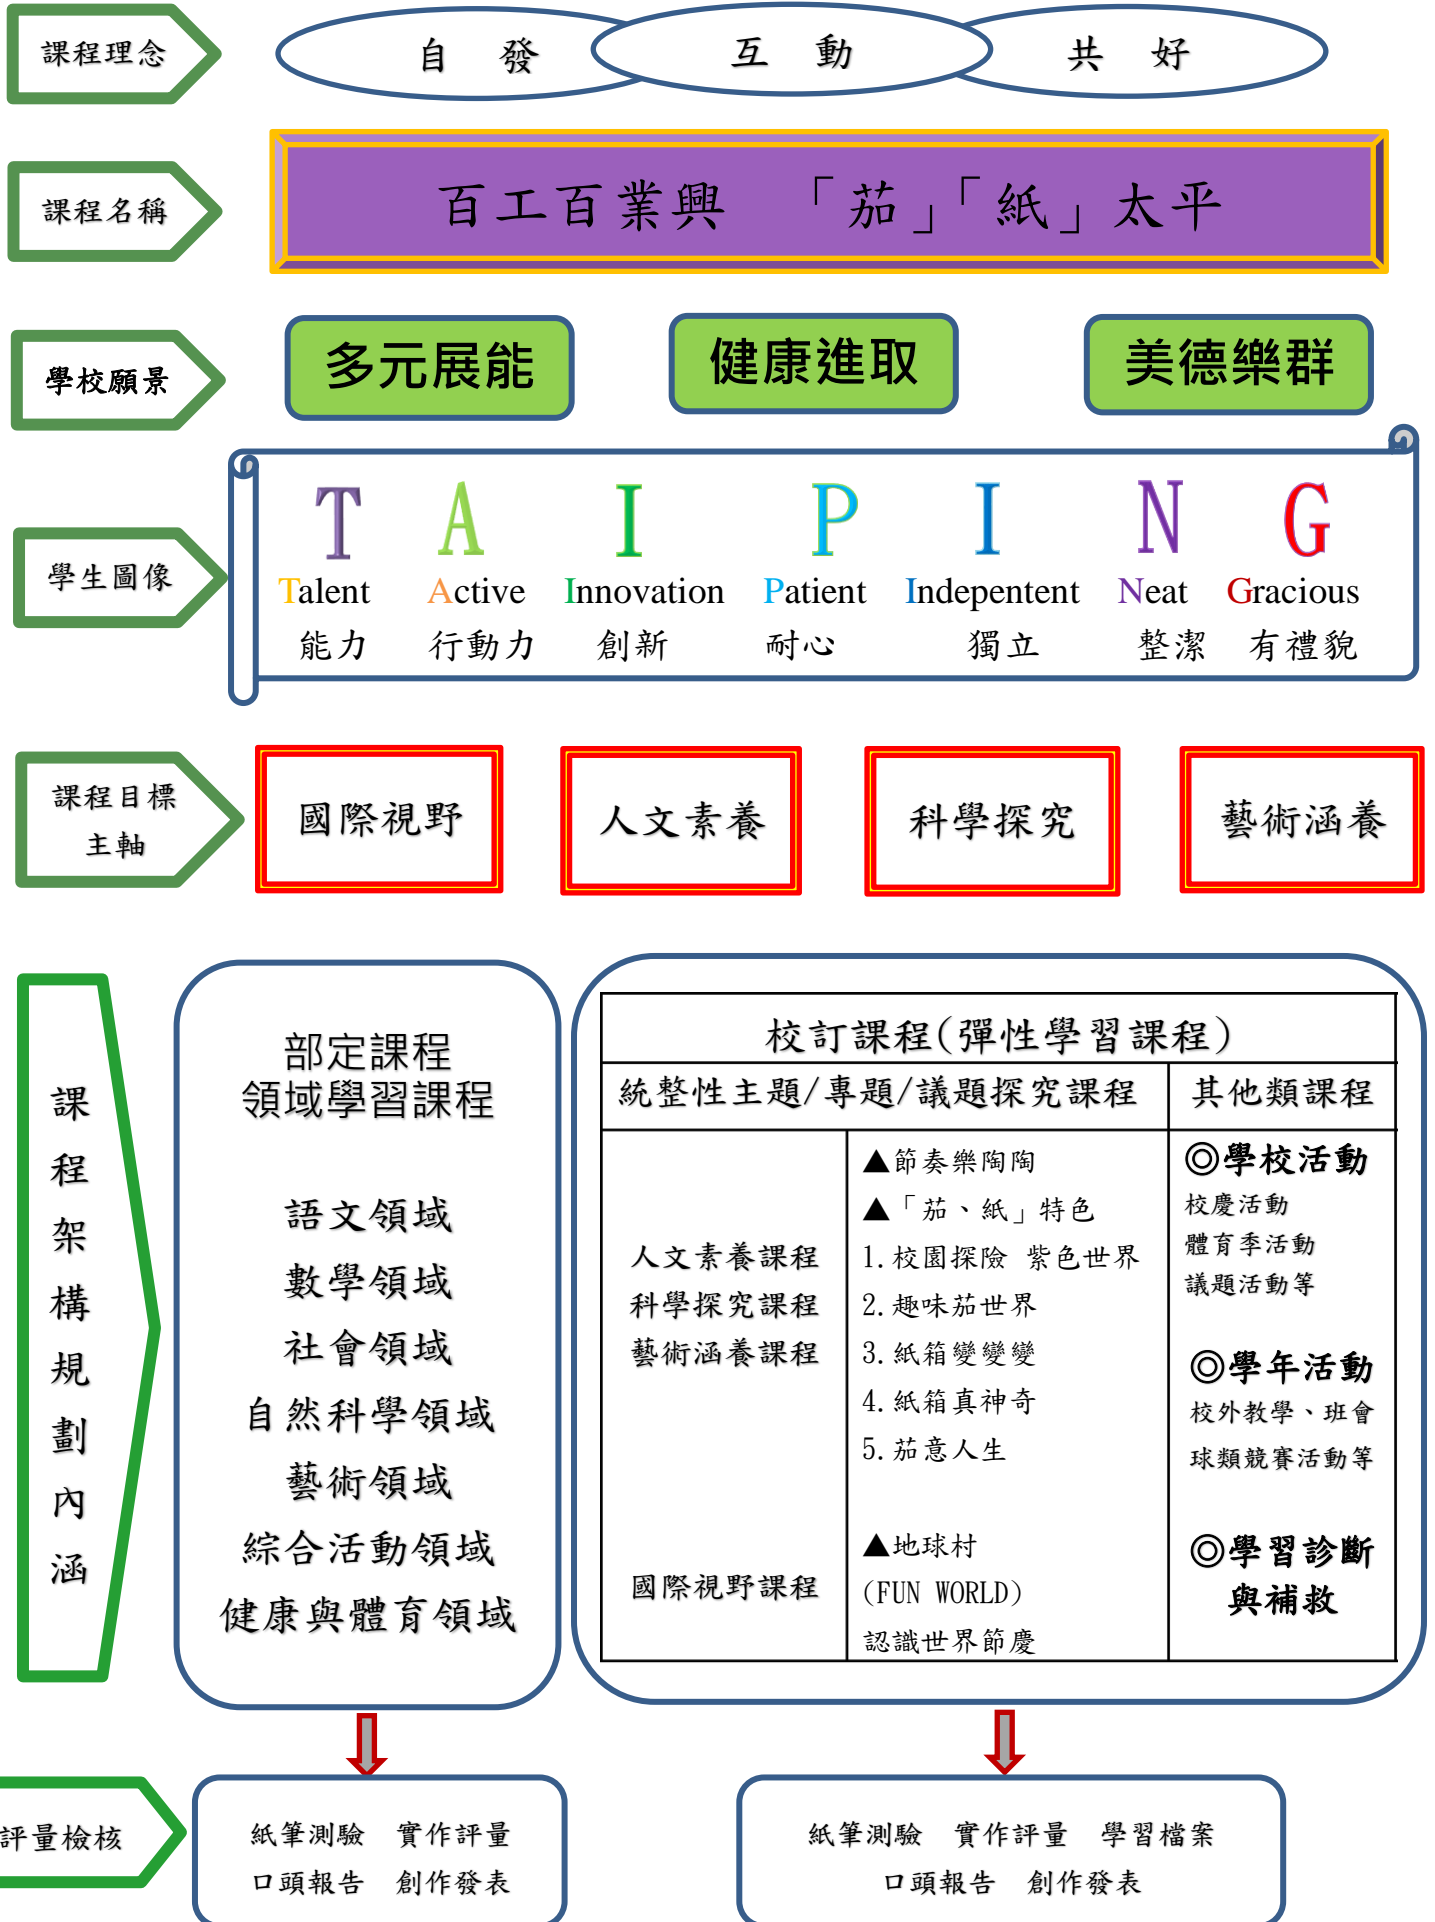 課程理念
自　發
互　動
共　好
課程名稱
百工百業興　「茄」「紙」太平
學校願景
多元展能
健康進取
美德樂群
學生圖像
T A I P I N G
Talent Active Innovation Patient Indepentent Neat Gracious
能力 行動力 創新 耐心 獨立 整潔 有禮貌
課程目標
主軸
國際視野
人文素養
科學探究
藝術涵養
課程架構規劃內涵
部定課程
領域學習課程
語文領域
數學領域
社會領域
自然科學領域
藝術領域
綜合活動領域
健康與體育領域
校訂課程(彈性學習課程)
統整性主題/專題/議題探究課程
其他類課程
人文素養課程
科學探究課程
藝術涵養課程
▲節奏樂陶陶
▲「茄、紙」特色
1.校園探險 紫色世界
2.趣味茄世界
3.紙箱變變變
4.紙箱真神奇
5.茄意人生
國際視野課程
▲地球村
(FUN WORLD)
認識世界節慶
◎學校活動
校慶活動
體育季活動
議題活動等
◎學年活動
校外教學、班會
球類競賽活動等
◎學習診斷
與補救
評量檢核
紙筆測驗　實作評量
口頭報告　創作發表
紙筆測驗　實作評量　學習檔案
口頭報告　創作發表